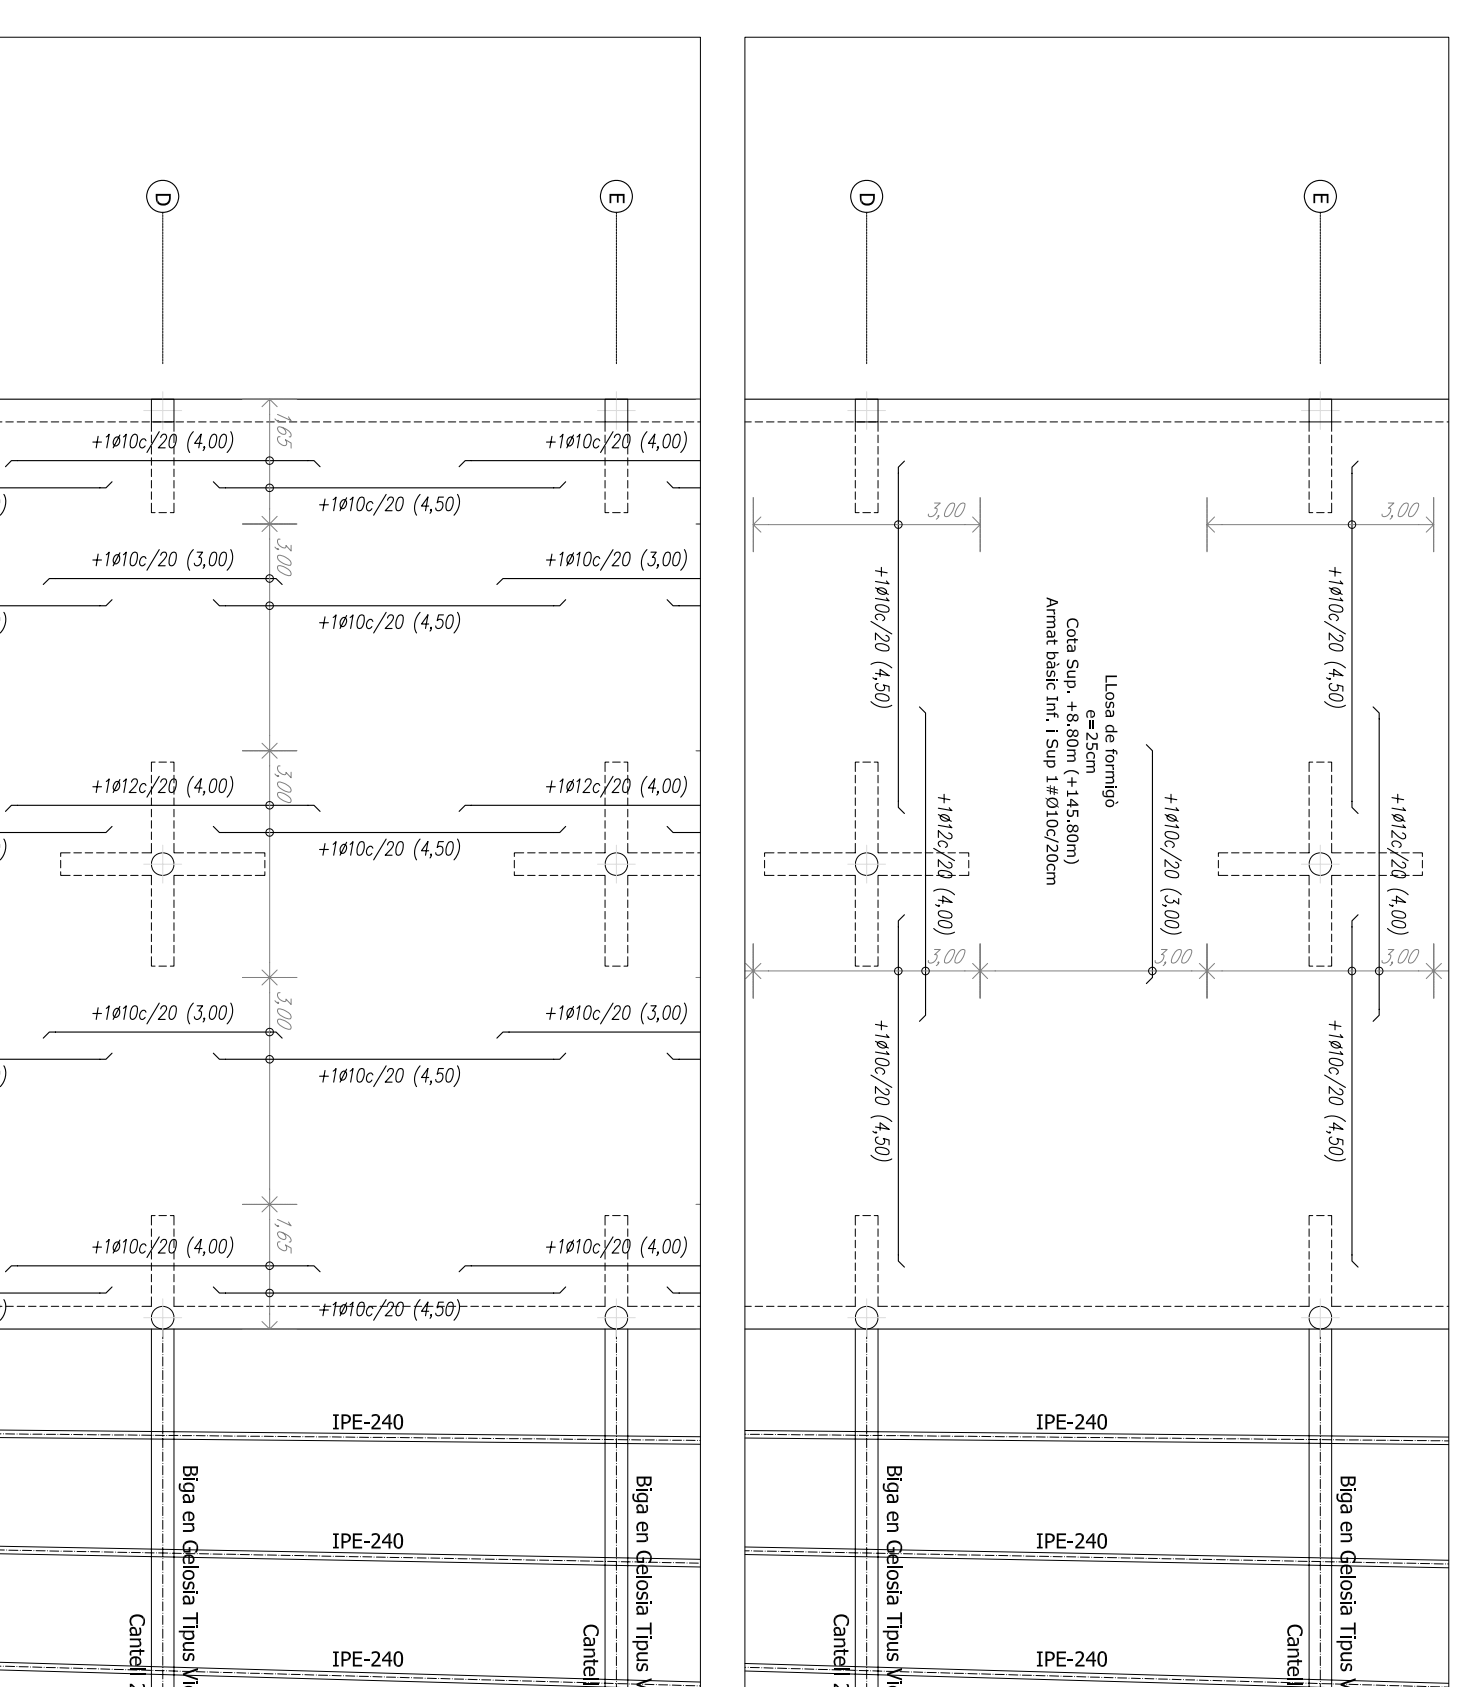 D
E
D
E
1,65
+1ø10c/20 (4,00)
+1ø10c/20 (4,00)
+1ø10c/20 (4,50)
3,00
+1ø10c/20 (3,00)
+1ø10c/20 (3,00)
+1ø10c/20 (4,50)
3,00
+1ø12c/20 (4,00)
+1ø12c/20 (4,00)
+1ø10c/20 (4,50)
3,00
+1ø10c/20 (3,00)
+1ø10c/20 (3,00)
+1ø10c/20 (4,50)
1,65
+1ø10c/20 (4,00)
+1ø10c/20 (4,00)
+1ø10c/20 (4,50)
IPE-240
IPE-240
IPE-240
Biga en Gelosia Tipus
Cantell
Biga en Gelosia Tipus
Cantell
3,00
3,00
+1ø10c/20 (4,50)
+1ø10c/20 (4,50)
LLosa de formigò
e=25cm
Cota Sup. +8.80m (+145.80m)
Armat bàsic Inf. i Sup 1#Ø10c/20cm
+1ø12c/20 (4,00)
+1ø10c/20 (3,00)
+1ø12c/20 (4,00)
3,00
3,00
3,00
+1ø10c/20 (4,50)
+1ø10c/20 (4,50)
IPE-240
IPE-240
IPE-240
Biga en Gelosia Tipus
Cantell
Biga en Gelosia Tipus
Cantell